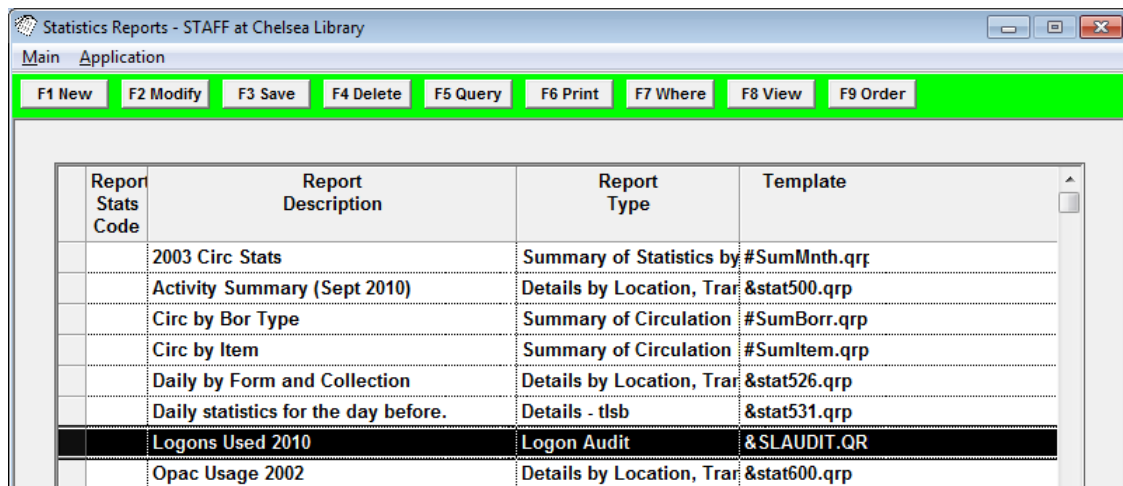 Statistics Reports - STAFF at Chelsea Library
Main Application
F1 New F2 Modify F3 Save F4 Delete F5 Query F6 Print F7 Where F8 View F9 Order
Report Stats Code Report Description Report Type Template
2003 Circ Stats Summary of Statistics by #SumMnth.qrp
Activity Summary (Sept 2010) Details by Location, Tran &stat500.qrp
Circ by Bor Type Summary of Circulation #SumBorr.qrp
Circ by Item Summary of Circulation #SumItem.qrp
Daily by Form and Collection Details by Location, Tran &stat526.qrp
Daily statistics for the day before. Details - tlsb &stat531.qrp
Logons Used 2010 Logon Audit &SLAUDIT.QR
Opac Usage 2002 Details by Location, Tran &stat600.qrp